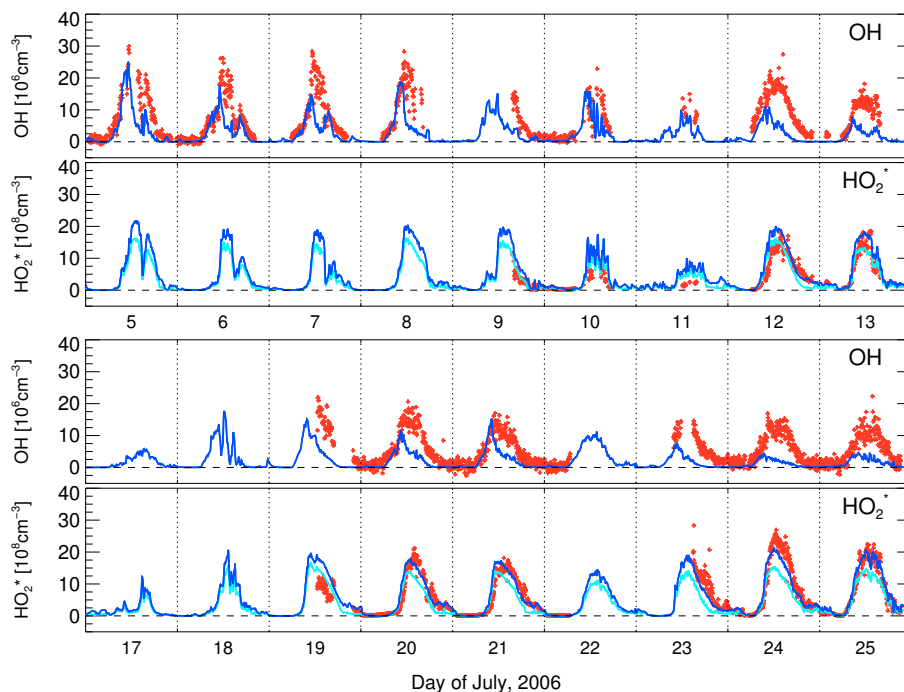 40
30
20
10
0
OH [10⁶cm⁻³]
OH
40
30
20
10
0
HO₂* [10⁸cm⁻³]
HO₂*
5 6 7 8 9 10 11 12 13
40
30
20
10
0
OH [10⁶cm⁻³]
OH
40
30
20
10
0
HO₂* [10⁸cm⁻³]
HO₂*
17 18 19 20 21 22 23 24 25
Day of July, 2006